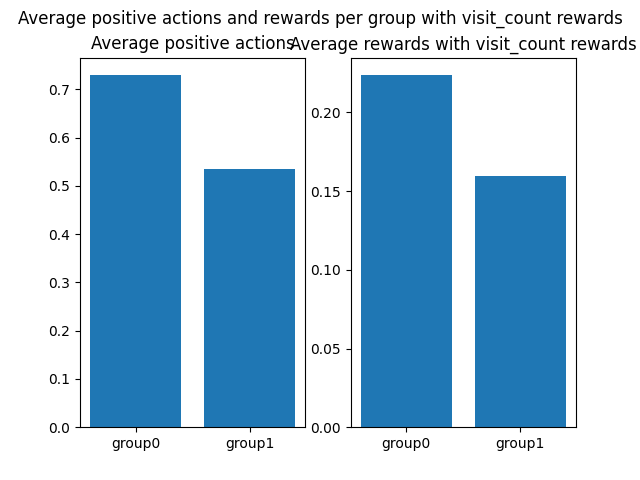 Average positive actions and rewards per group with visit_count rewards
Average positive actions
Average rewards with visit_count rewards
0.7
0.6
0.5
0.4
0.3
0.2
0.1
0.0
group0 group1
0.20
0.15
0.10
0.05
0.00
group0 group1